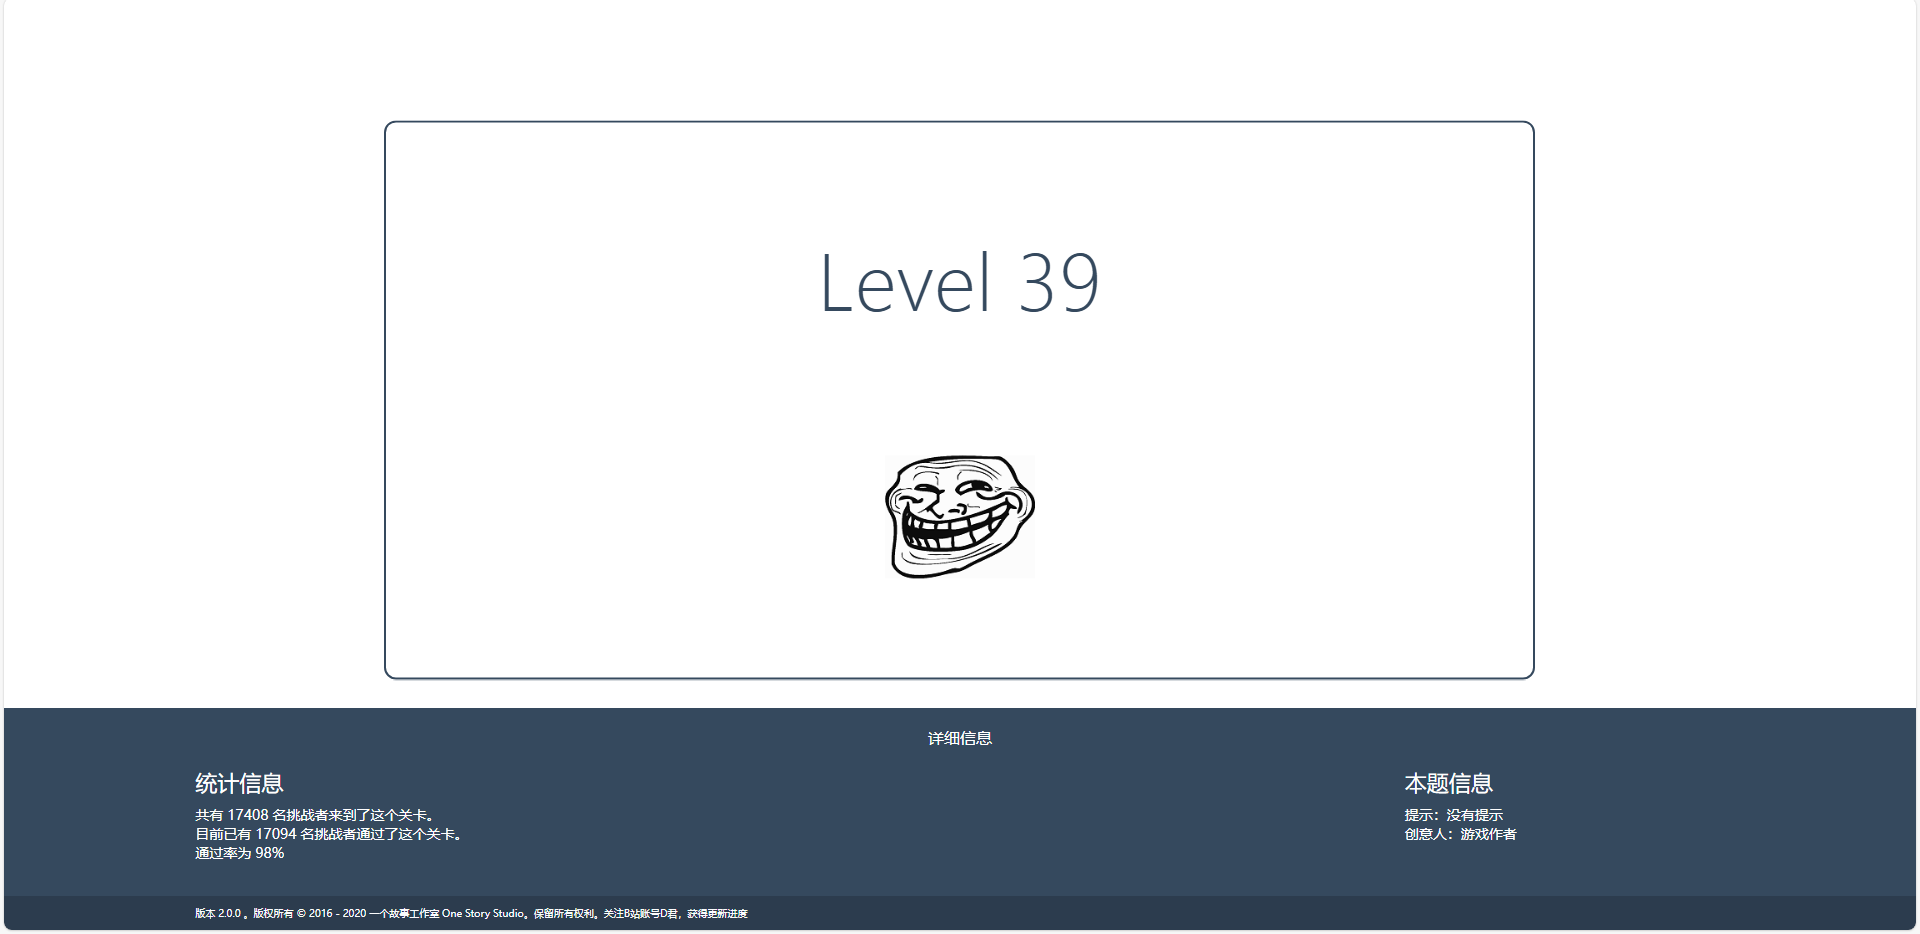 Level 39
详细信息
统计信息
共有 17408 名挑战者来到了这个关卡。
目前已有 17094 名挑战者通过了这个关卡。
通过率为 98%
本题信息
提示：没有提示
创意人：游戏作者
版本 2.0.0 。版权所有 © 2016 - 2020 一个故事工作室 One Story Studio。保留所有权利。关注B站账号D君，获得更新进度